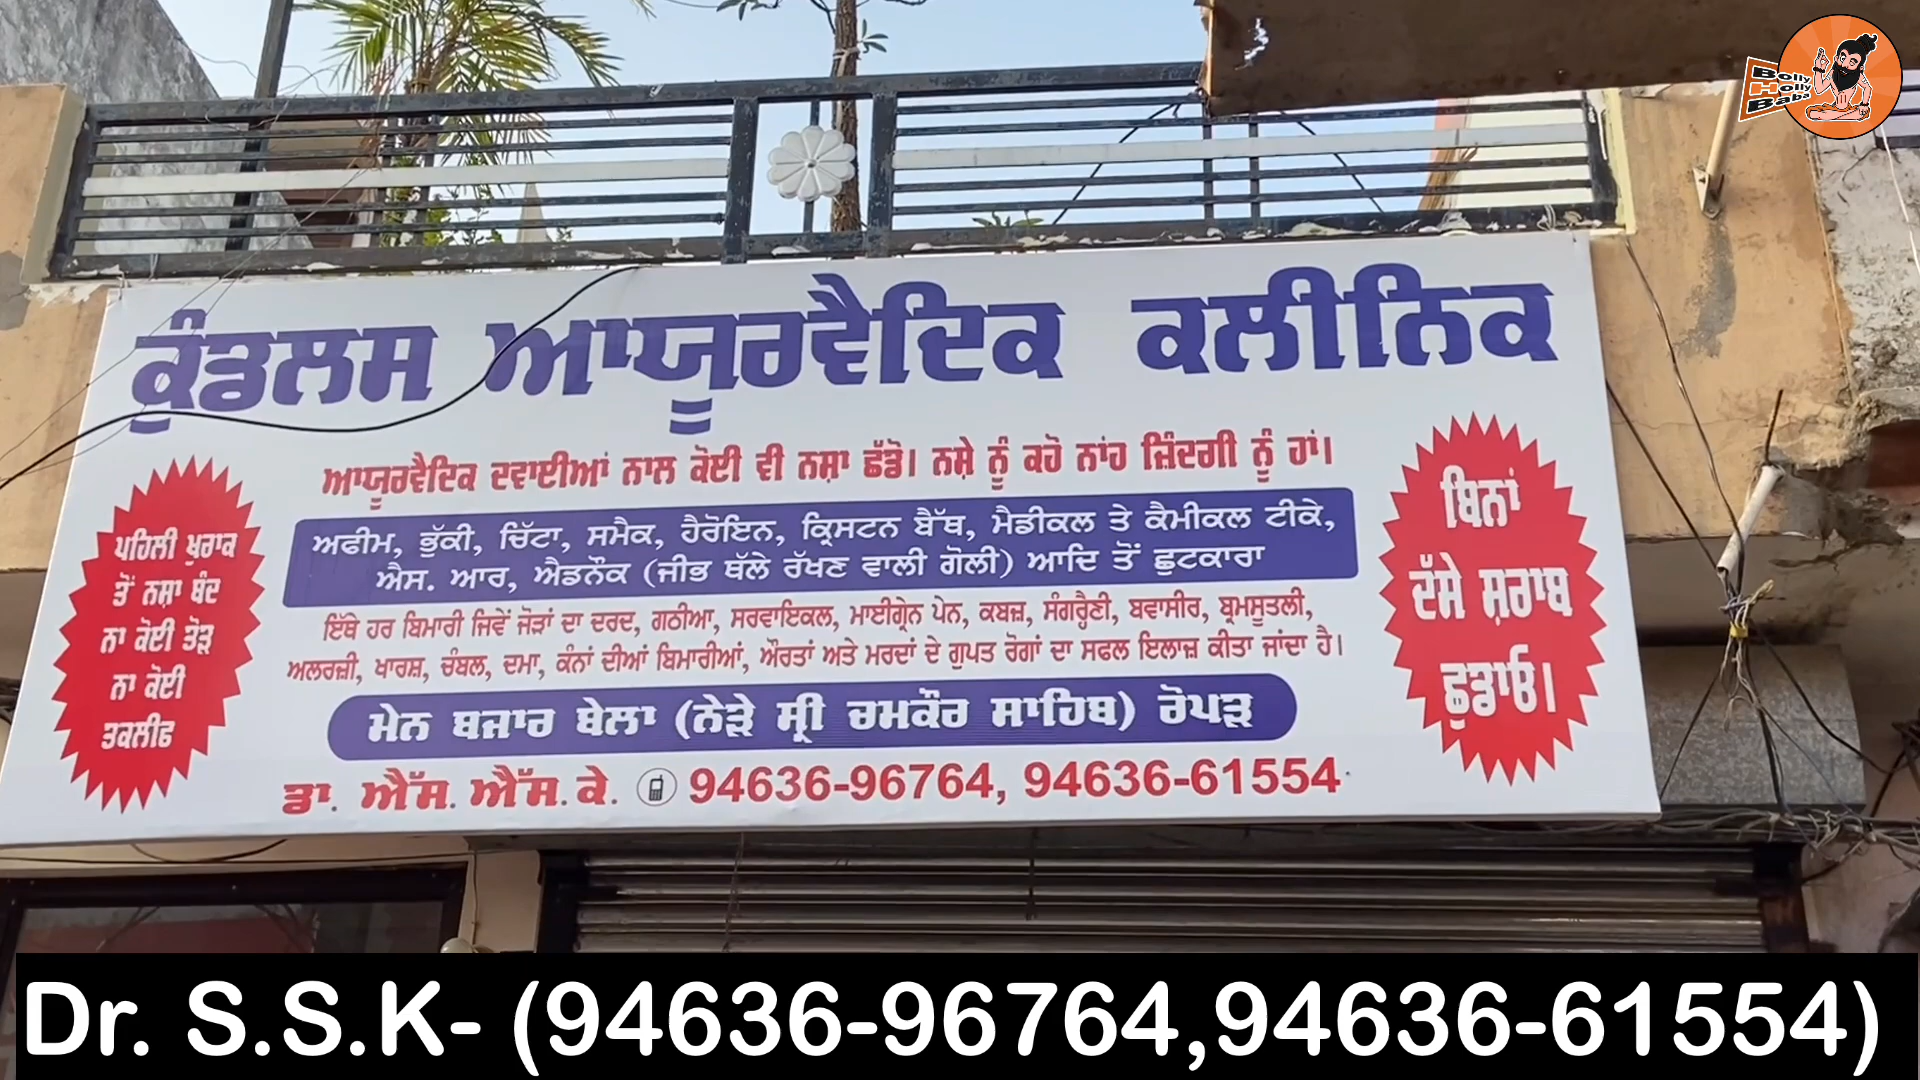 Bolly
Holly
Baba
ਕੂੰਡਲਸ ਆਯੂਰਵੈਦਿਕ ਕਲੀਨਿਕ
ਆਯੂਰਵੈਦਿਕ ਦਵਾਈਆਂ ਨਾਲ ਕੋਈ ਵੀ ਨਸ਼ਾ ਛੱਡੋ। ਨਸ਼ੇ ਨੂੰ ਕਹੋ ਨਾਂਹ ਜ਼ਿੰਦਗੀ ਨੂੰ ਹਾਂ।
ਅਫੀਮ, ਭੁੱਕੀ, ਚਿੱਟਾ, ਸਮੈਕ, ਹੈਰੋਇਨ, ਕ੍ਰਿਸਟਨ ਬੈੱਥ, ਮੈਡੀਕਲ ਤੇ ਕੈਮੀਕਲ ਟੀਕੇ,
ਐਸ. ਆਰ, ਐਡਨੌਕ (ਜੀਭ ਥੱਲੇ ਰੱਖਣ ਵਾਲੀ ਗੋਲੀ) ਆਦਿ ਤੋਂ ਛੁਟਕਾਰਾ
ਇੱਥੇ ਹਰ ਬਿਮਾਰੀ ਜਿਵੇਂ ਜੋੜਾਂ ਦਾ ਦਰਦ, ਗਠੀਆ, ਸਰਵਾਇਕਲ, ਮਾਈਗ੍ਰੇਨ ਪੇਨ, ਕਬਜ਼, ਸੰਗਰ੍ਹੈਣੀ, ਬਵਾਸੀਰ, ਬ੍ਰਮਸੂਤਲੀ,
ਅਲਰਜ਼ੀ, ਖਾਰਸ਼, ਚੰਬਲ, ਦਮਾ, ਕੰਨਾਂ ਦੀਆਂ ਬਿਮਾਰੀਆਂ, ਔਰਤਾਂ ਅਤੇ ਮਰਦਾਂ ਦੇ ਗੁਪਤ ਰੋਗਾਂ ਦਾ ਸਫਲ ਇਲਾਜ਼ ਕੀਤਾ ਜਾਂਦਾ ਹੈ।
ਮੇਨ ਬਜਾਰ ਬੇਲਾ (ਨੇੜੇ ਸ੍ਰੀ ਚਮਕੌਰ ਸਾਹਿਬ) ਰੋਪੜ
ਡਾ. ਐੱਸ. ਐੱਸ. ਕੇ. 94636-96764, 94636-61554
ਪਹਿਲੀ ਖੁਰਾਕ
ਤੋਂ ਨਸ਼ਾ ਬੰਦ
ਨਾ ਕੋਈ ਤੋੜ
ਨਾ ਕੋਈ
ਤਕਲੀਫ
ਬਿਨਾਂ
ਦੱਸੇ ਸ਼ਰਾਬ
ਛੁਡਾਓ।
Dr. S.S.K- (94636-96764,94636-61554)